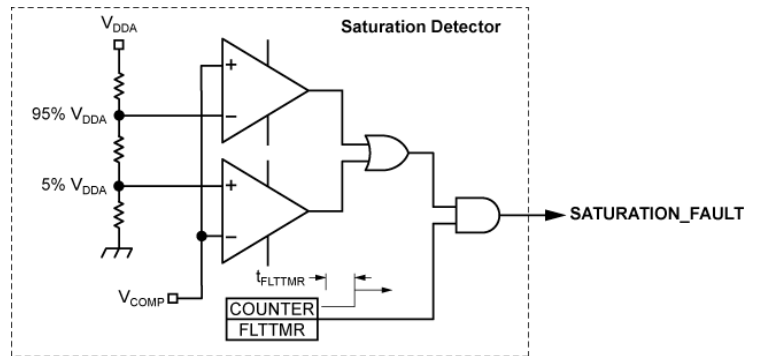 VDDA
Saturation Detector
+
95% VDDA
−
5% VDDA
+
−
SATURATION_FAULT
tFLTTMR
VCOMP
COUNTER
FLTTMR